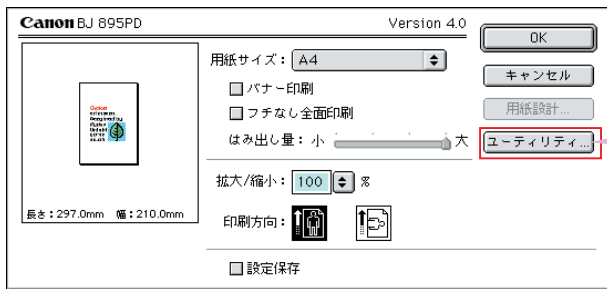 Canon BJ 895PD
Version 4.0
用紙サイズ： A4
バナー印刷
フチなし全面印刷
はみ出し量： 小 大
拡大/縮小： 100 %
印刷方向：
設定保存
長さ：297.0mm 幅：210.0mm
OK
キャンセル
用紙設計...
ユーティリティ...
Canon